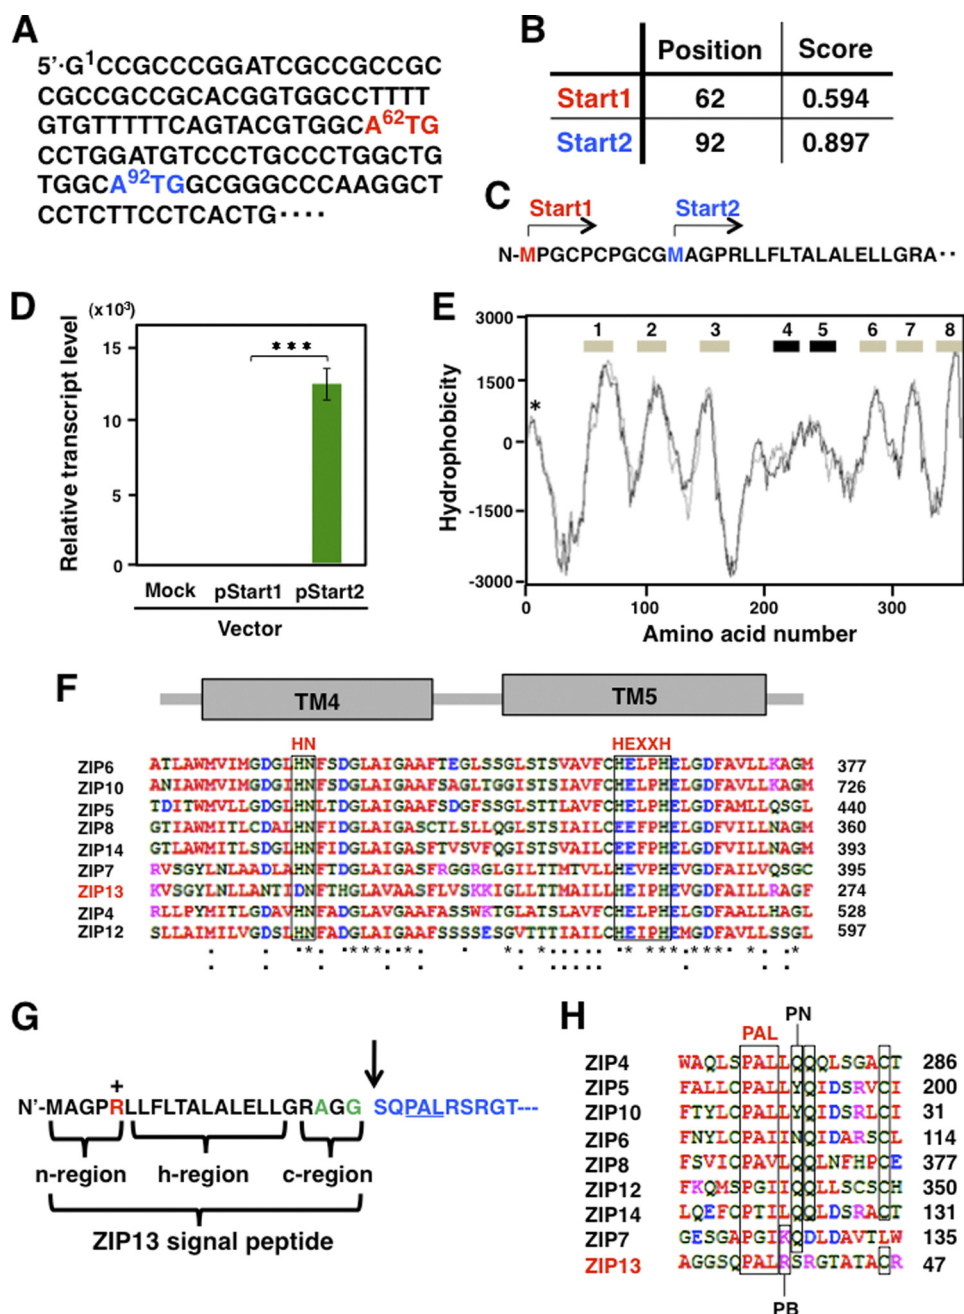 A
5'·G¹CCGCCCGGATCGCCGCCGC
CGCCGCCGCACGGTGGCCTTTT
GTGTTTTTCAGTACGTGGCA⁶²TG
CCTGGATGTCCCTGCCCTGGCTG
TGGCA⁹²TGGCGGGCCCAAGGCT
CCTCTTCCTCACTG····
B
Position Score
Start1 62 0.594
Start2 92 0.897
C
Start1 Start2
N-MPGCPCPGCGMAGPRLLFLTALALELLGRA··
D
(x10³)
Relative transcript level
15
10
5
0
***
Mock pStart1 pStart2
Vector
E
Hydrophobicity
3000
1500
0
-1500
-3000
1 2 3 4 5 6 7 8
*
0 100 200 300
Amino acid number
F
TM4 TM5
HN HEXXH
ZIP6 ATLAWMVIMGDGLHNFSDGLAIGAAFTEGLSSGLSTSVAVFCHELPHELGDFAVLLKAGM 377
ZIP10 ANIAWMVIMGDGIHNFSDGLAIGAAFSAGLTGGISTSIAVFCHELPHELGDFAVLLKAGM 726
ZIP5 TDITWMVLLGDGLHNLTDGLAIGAAFSDGFSSGLSTTLAVFCHELPHELGDFAMLLQSGL 440
ZIP8 GTIAWMITLCDALHNFIDGLAIGASCTLSLLQGLSTSIAILCEEFPHELGDFVILLNAGM 360
ZIP14 GTLAWMITLSDGLHNFIDGLAIGASFTVSVFQGISTSVAILCEEFPHELGDFVILLNAGM 393
ZIP7 RVSGYLNLAADLAHNFTDGLAIGASFRGGRGLGILTTMTVLLHEVPHEVGDFAILVQSGC 395
ZIP13 KVSGYLNLLANTIDNFTHGLAVAASFLVSKKIGLLTTMAILLHEIPHEVGDFAILLRAGF 274
ZIP4 RLLPYMITLGDAVHNFADGLAVGAAFASSWKTGLATSLAVFCHELPHELGDFAALLHAGL 528
ZIP12 SLLAIMILVGDSLHNFADGLAIGAAFSSSSESGVTTTIAILCHEIPHEMGDFAVLLSSGL 597
G
+
N'-MAGPRLLFLTALALELLGRAGG SQPALRSRGT---
n-region h-region c-region
ZIP13 signal peptide
H
PN
PAL
ZIP4 WAQLSPALLQQQLSGACT 286
ZIP5 FALLCPALLYQIDSRVCI 200
ZIP10 FTYLCPALLYQIDSRLCI 31
ZIP6 FNYLCPAIINQIDARSCL 114
ZIP8 FSVICPAVLQQLNFHPCE 377
ZIP12 FKQMSPGIIQQLLSCSCH 350
ZIP14 LQEFCPTILQQLDSRACT 131
ZIP7 GESGAPGIKQDLDAVTLW 135
ZIP13 AGGSQPALRSRGTATACR 47
PB